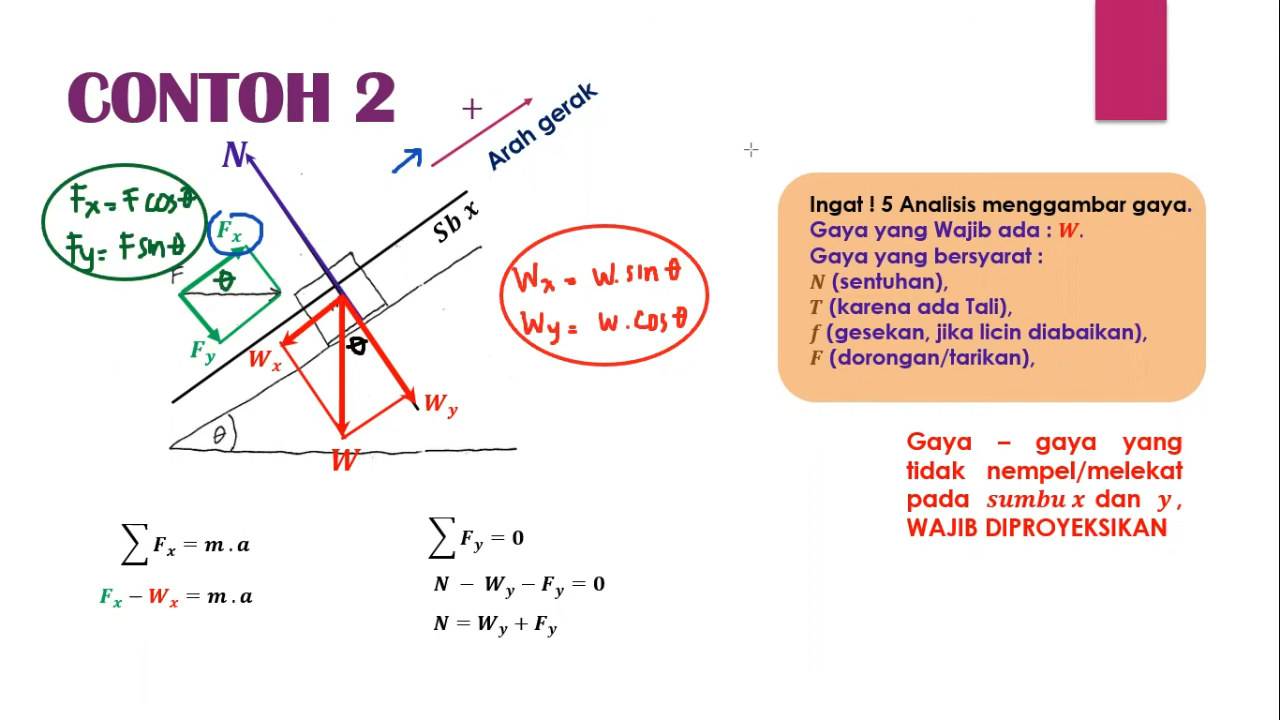 CONTOH 2
+
Arah gerak
N
Fx = F cos θ
Fy = F sin θ
Fx
Sb x
F
θ
Fy
Wx
θ
Wy
θ
W
Wx = W. sin θ
Wy = W. cos θ
Ingat ! 5 Analisis menggambar gaya.
Gaya yang Wajib ada : W.
Gaya yang bersyarat :
N (sentuhan),
T (karena ada Tali),
f (gesekan, jika licin diabaikan),
F (dorongan/tarikan),
Gaya – gaya yang
tidak nempel/melekat
pada sumbu x dan y,
WAJIB DIPROYEKSIKAN
∑ Fx = m . a
Fx − Wx = m . a
∑ Fy = 0
N − Wy − Fy = 0
N = Wy + Fy